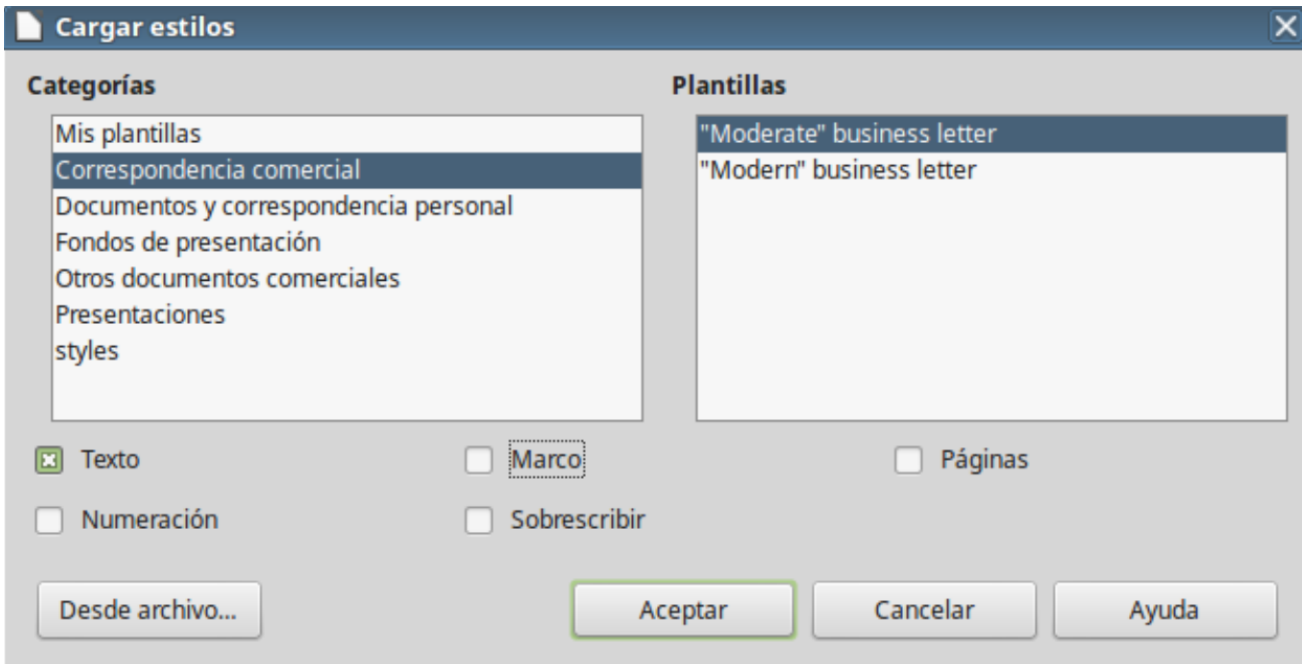 Cargar estilos
Categorías
Mis plantillas
Correspondencia comercial
Documentos y correspondencia personal
Fondos de presentación
Otros documentos comerciales
Presentaciones
styles
Plantillas
"Moderate" business letter
"Modern" business letter
Texto
Marco
Páginas
Numeración
Sobrescribir
Desde archivo...
Aceptar
Cancelar
Ayuda